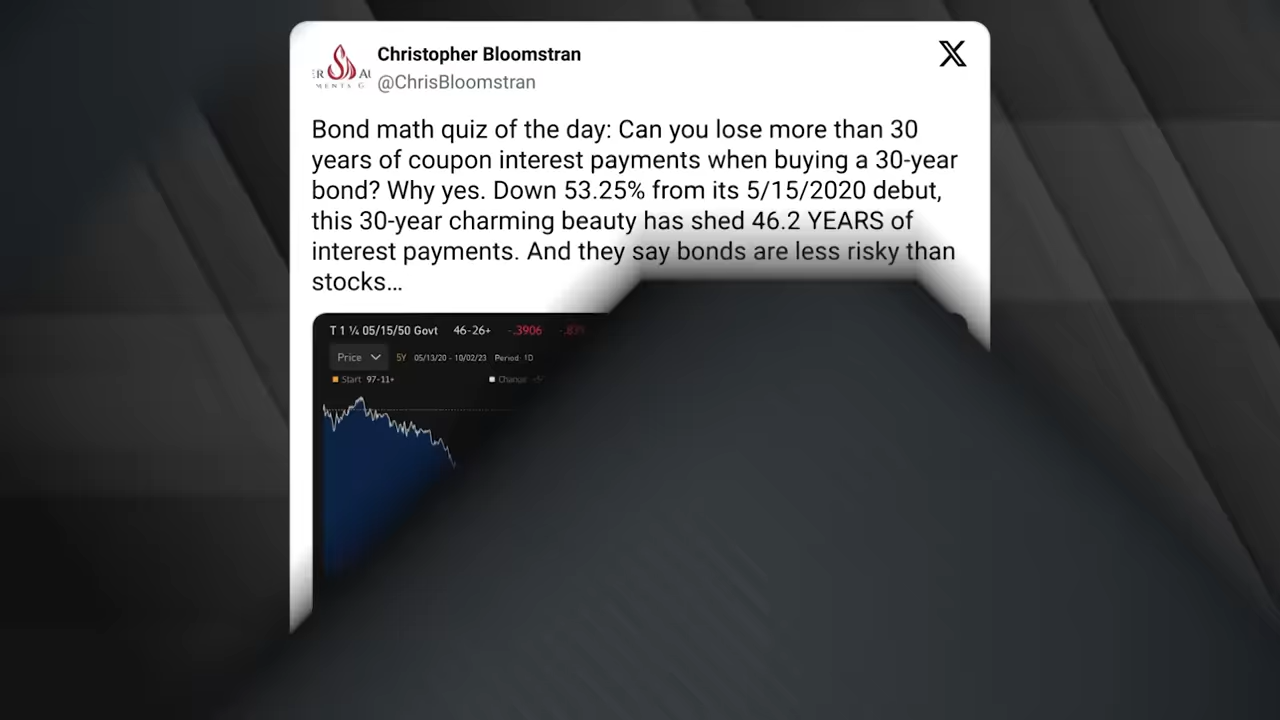 Christopher Bloomstran
@ChrisBloomstran
Bond math quiz of the day: Can you lose more than 30
years of coupon interest payments when buying a 30-year
bond? Why yes. Down 53.25% from its 5/15/2020 debut,
this 30-year charming beauty has shed 46.2 YEARS of
interest payments. And they say bonds are less risky than
stocks...
T 1 ¼ 05/15/50 Govt 46-26+ -.3906
Price 5Y 05/13/20 - 10/02/23 Period: 1D
Start 97-11+ Change